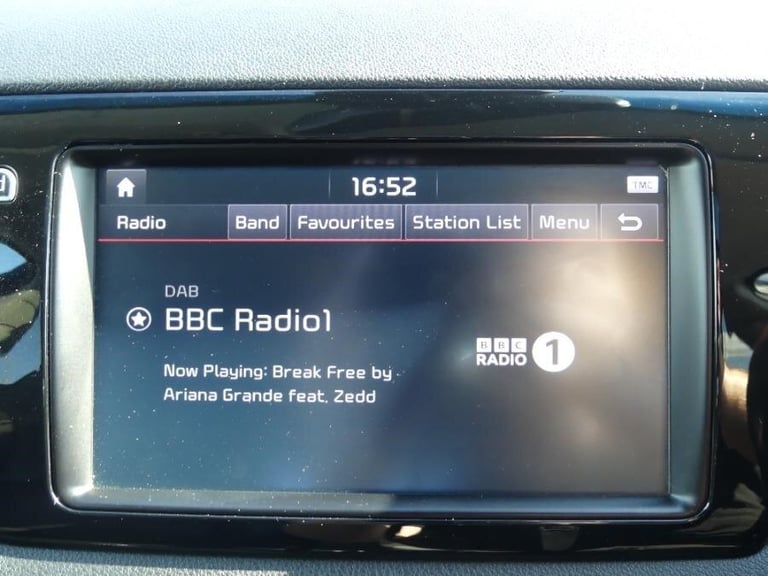 16:52
TMC
Radio Band Favourites Station List Menu
DAB
BBC Radio1
BBC
RADIO 1
Now Playing: Break Free by
Ariana Grande feat. Zedd